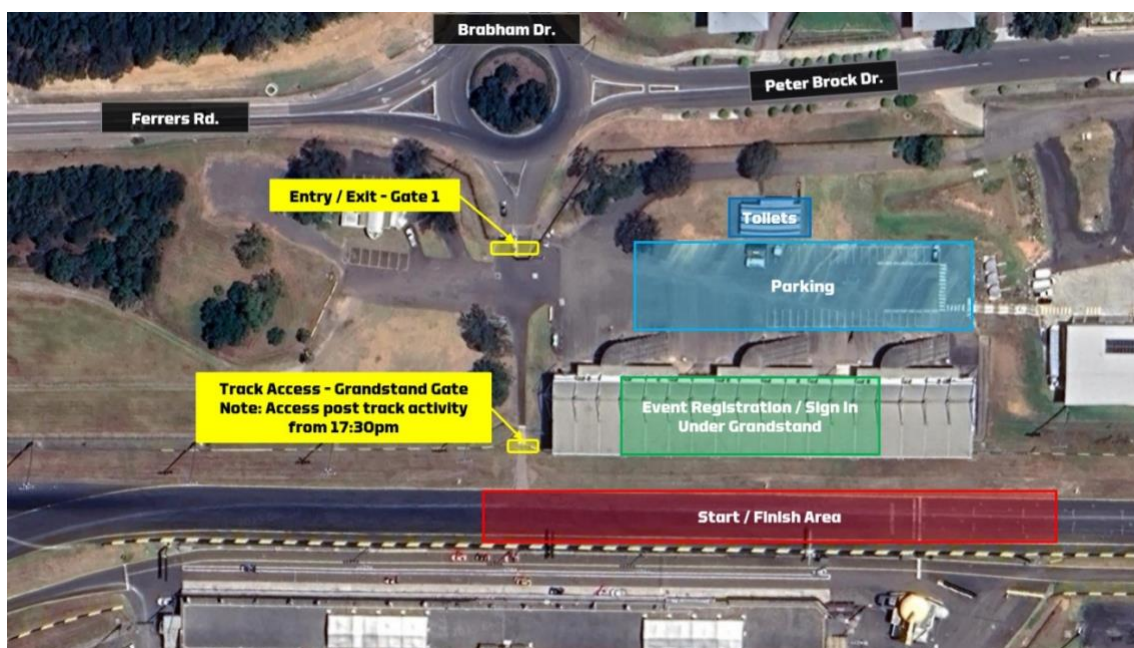 Brabham Dr.
Peter Brock Dr.
Ferrers Rd.
Entry / Exit - Gate 1
Toilets
Parking
Track Access - Grandstand Gate
Note: Access post track activity
from 17:30pm
Event Registration / Sign In
Under Grandstand
Start / Finish Area